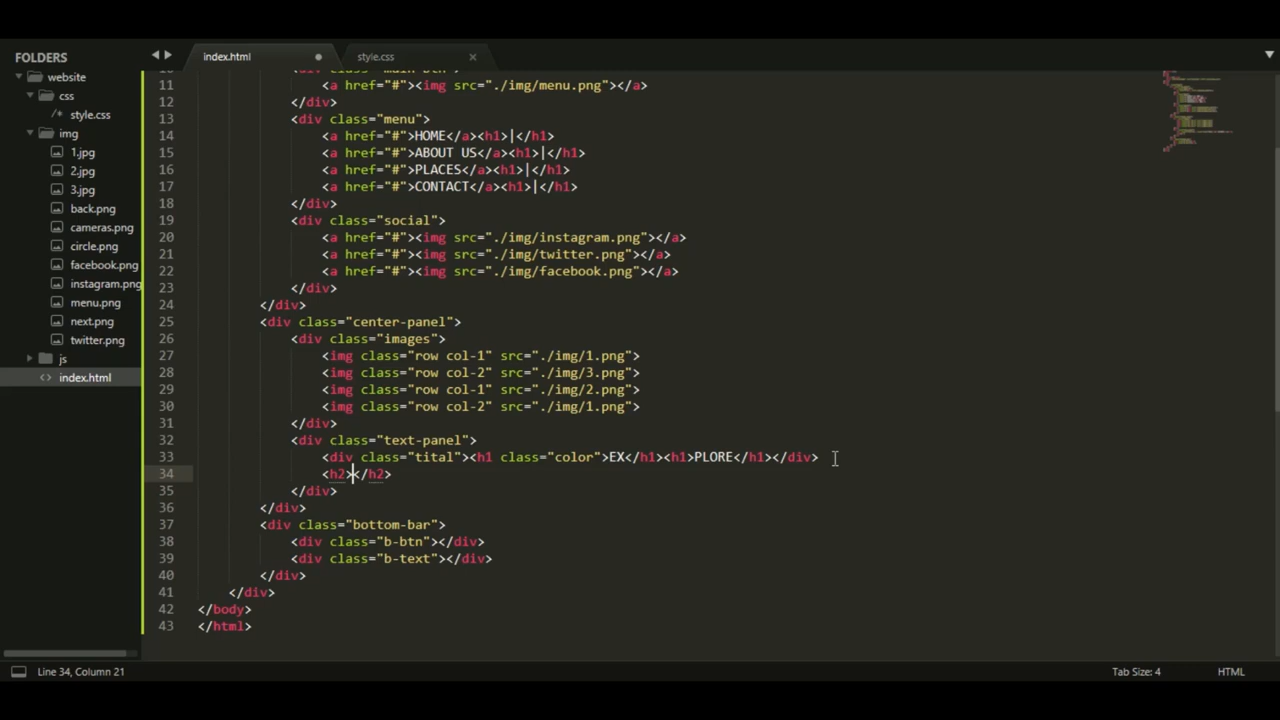 FOLDERS
website
css
style.css
img
1.jpg
2.jpg
3.jpg
back.png
cameras.png
circle.png
facebook.png
instagram.png
menu.png
next.png
twitter.png
js
index.html
index.html style.css
11 <a href="#"><img src="./img/menu.png"></a>
12 </div>
13 <div class="menu">
14 <a href="#">HOME</a><h1>|</h1>
15 <a href="#">ABOUT US</a><h1>|</h1>
16 <a href="#">PLACES</a><h1>|</h1>
17 <a href="#">CONTACT</a><h1>|</h1>
18 </div>
19 <div class="social">
20 <a href="#"><img src="./img/instagram.png"></a>
21 <a href="#"><img src="./img/twitter.png"></a>
22 <a href="#"><img src="./img/facebook.png"></a>
23 </div>
24 </div>
25 <div class="center-panel">
26 <div class="images">
27 <img class="row col-1" src="./img/1.png">
28 <img class="row col-2" src="./img/3.png">
29 <img class="row col-1" src="./img/2.png">
30 <img class="row col-2" src="./img/1.png">
31 </div>
32 <div class="text-panel">
33 <div class="tital"><h1 class="color">EX</h1><h1>PLORE</h1></div>
34 <h2></h2>
35 </div>
36 </div>
37 <div class="bottom-bar">
38 <div class="b-btn"></div>
39 <div class="b-text"></div>
40 </div>
41 </div>
42 </body>
43 </html>
Line 34, Column 21 Tab Size: 4 HTML